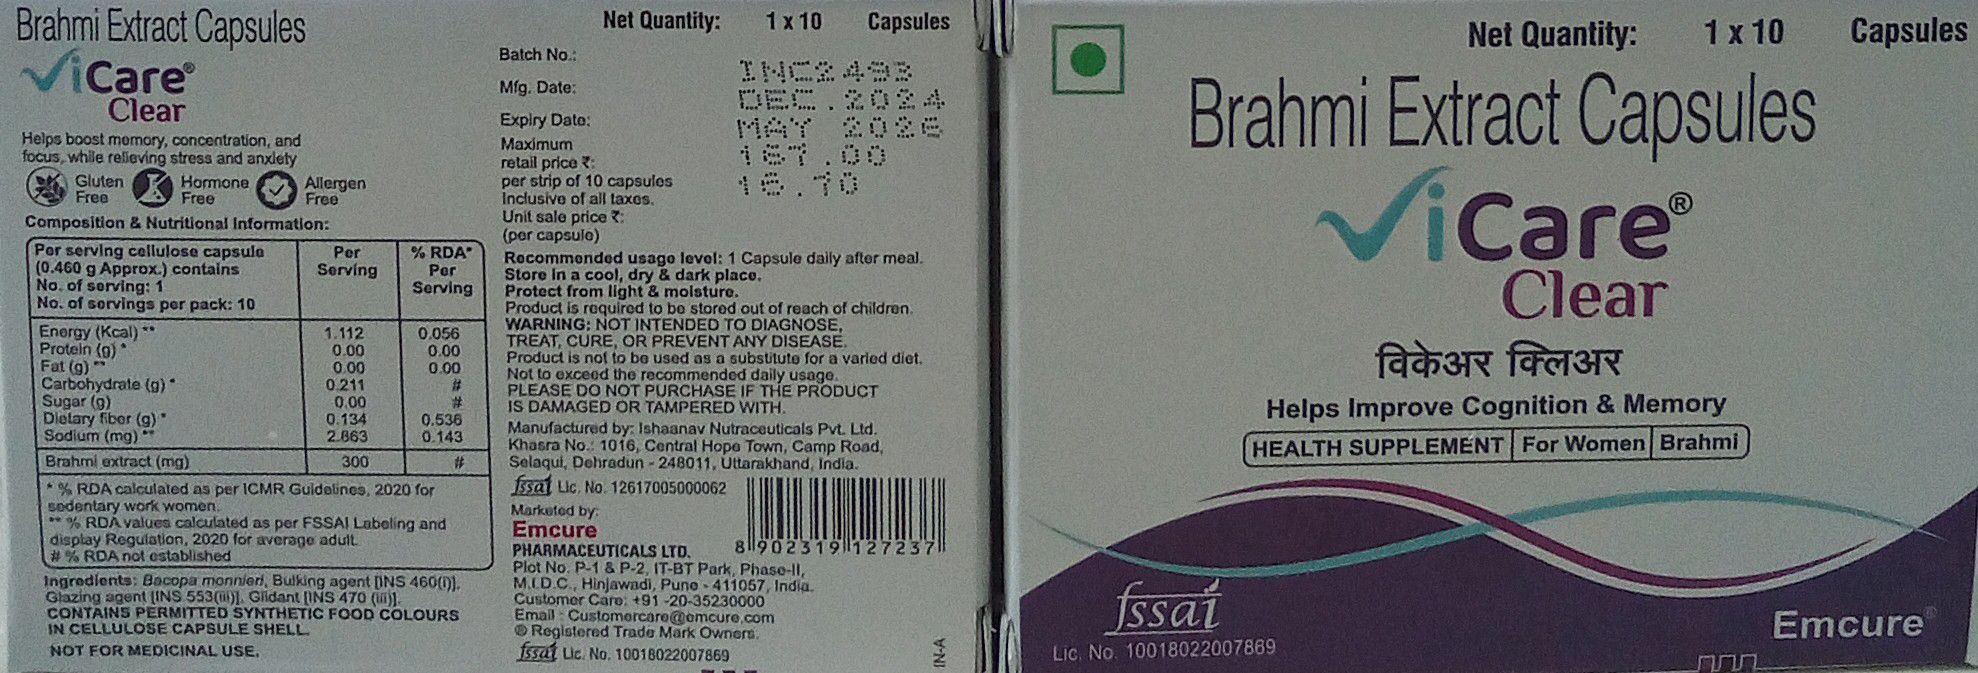 Brahmi Extract Capsules
ViCare®
Clear
Helps boost memory, concentration, and
focus, while relieving stress and anxiety
Gluten Free
Hormone Free
Allergen Free
Composition & Nutritional Information:
Per serving cellulose capsule (0.460 g Approx.) contains No. of serving: 1 No. of servings per pack: 10 | Per Serving | % RDA* Per Serving
Energy (Kcal) ** 1.112 0.056
Protein (g) * 0.00 0.00
Fat (g) ** 0.00 0.00
Carbohydrate (g) * 0.211 #
Sugar (g) 0.00 #
Dietary fiber (g) * 0.134 0.536
Sodium (mg) ** 2.863 0.143
Brahmi extract (mg) 300 #
* % RDA calculated as per ICMR Guidelines, 2020 for
sedentary work women.
** % RDA values calculated as per FSSAI Labeling and
display Regulation, 2020 for average adult.
# % RDA not established
Ingredients: Bacopa monnieri, Bulking agent [INS 460(i)],
Glazing agent [INS 553(iii)], Glidant [INS 470 (iii)].
CONTAINS PERMITTED SYNTHETIC FOOD COLOURS
IN CELLULOSE CAPSULE SHELL.
NOT FOR MEDICINAL USE.
Net Quantity: 1 x 10 Capsules
Batch No.: INC2493
Mfg. Date: DEC.2024
Expiry Date: MAY 2026
Maximum
retail price ₹: 167.00
per strip of 10 capsules 16.70
Inclusive of all taxes.
Unit sale price ₹:
(per capsule)
Recommended usage level: 1 Capsule daily after meal.
Store in a cool, dry & dark place.
Protect from light & moisture.
Product is required to be stored out of reach of children.
WARNING: NOT INTENDED TO DIAGNOSE,
TREAT, CURE, OR PREVENT ANY DISEASE.
Product is not to be used as a substitute for a varied diet.
Not to exceed the recommended daily usage.
PLEASE DO NOT PURCHASE IF THE PRODUCT
IS DAMAGED OR TAMPERED WITH.
Manufactured by: Ishaanav Nutraceuticals Pvt. Ltd.
Khasra No.: 1016, Central Hope Town, Camp Road,
Selaqui, Dehradun - 248011, Uttarakhand, India.
fssai Lic. No. 12617005000062
Marketed by:
Emcure
PHARMACEUTICALS LTD.
Plot No. P-1 & P-2, IT-BT Park, Phase-II,
M.I.D.C., Hinjawadi, Pune - 411057, India.
Customer Care: +91 -20-35230000
Email : Customercare@emcure.com
® Registered Trade Mark Owners.
fssai Lic. No. 10018022007869
8 902319 127237
IN-A
Net Quantity: 1 x 10 Capsules
Brahmi Extract Capsules
ViCare®
Clear
विकेअर क्लिअर
Helps Improve Cognition & Memory
HEALTH SUPPLEMENT | For Women | Brahmi
fssai
Lic. No. 10018022007869
Emcure®